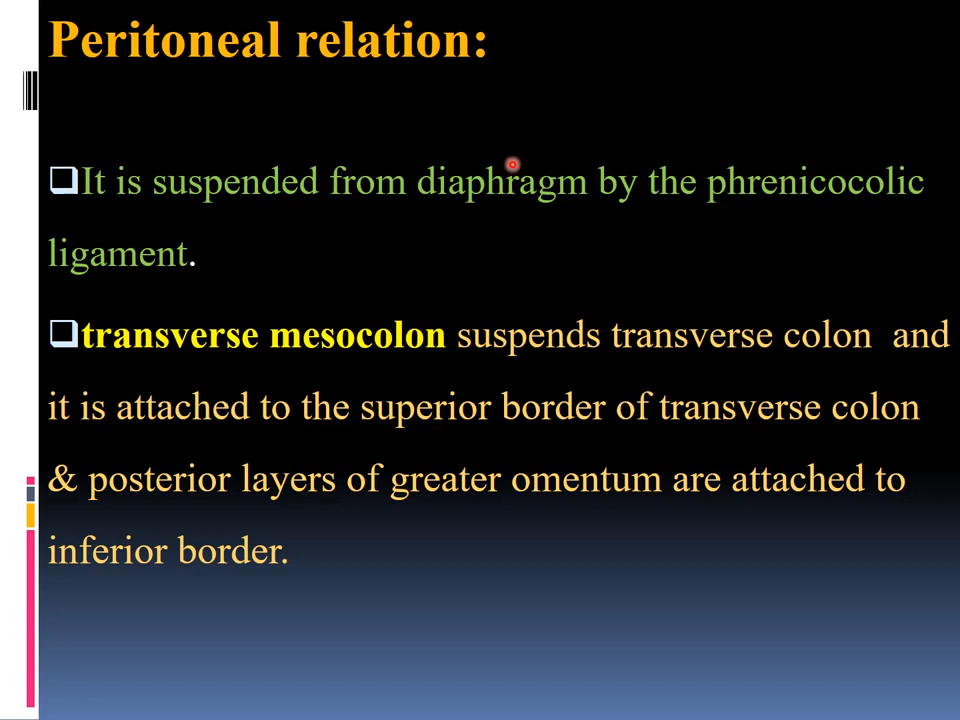 Peritoneal relation:
It is suspended from diaphragm by the phrenicocolic
ligament.
transverse mesocolon suspends transverse colon and
it is attached to the superior border of transverse colon
& posterior layers of greater omentum are attached to
inferior border.